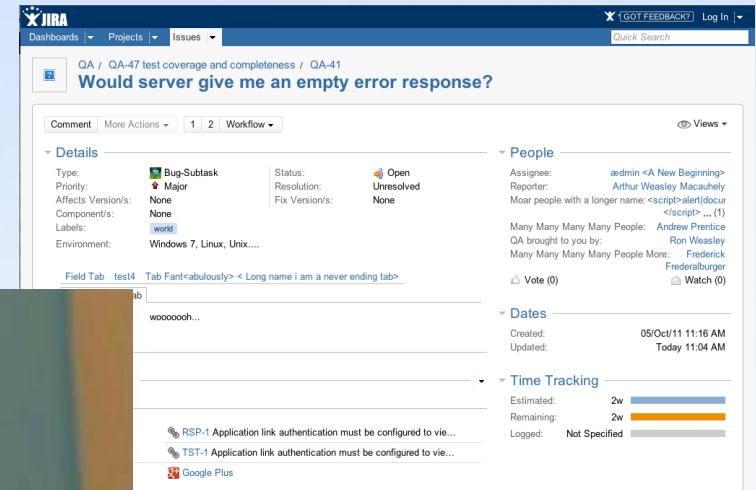 JIRA
GOT FEEDBACK? Log In
Dashboards Projects Issues Quick Search
QA / QA-47 test coverage and completeness / QA-41
Would server give me an empty error response?
Comment More Actions 1 2 Workflow Views
Details
Type: Bug-Subtask Status: Open
Priority: Major Resolution: Unresolved
Affects Version/s: None Fix Version/s: None
Component/s: None
Labels: world
Environment: Windows 7, Linux, Unix....
Field Tab test4 Tab Fant<abulously> < Long name i am a never ending tab>
ab
wooooooh...
RSP-1 Application link authentication must be configured to vie...
TST-1 Application link authentication must be configured to vie...
Google Plus
People
Assignee: ædmin <A New Beginning>
Reporter: Arthur Weasley Macauhely
Moar people with a longer name: <script>alert(docur
</script> ... (1)
Many Many Many Many People: Andrew Prentice
QA brought to you by: Ron Weasley
Many Many Many Many People More: Frederick
Frederalburger
Vote (0) Watch (0)
Dates
Created: 05/Oct/11 11:16 AM
Updated: Today 11:04 AM
Time Tracking
Estimated: 2w
Remaining: 2w
Logged: Not Specified